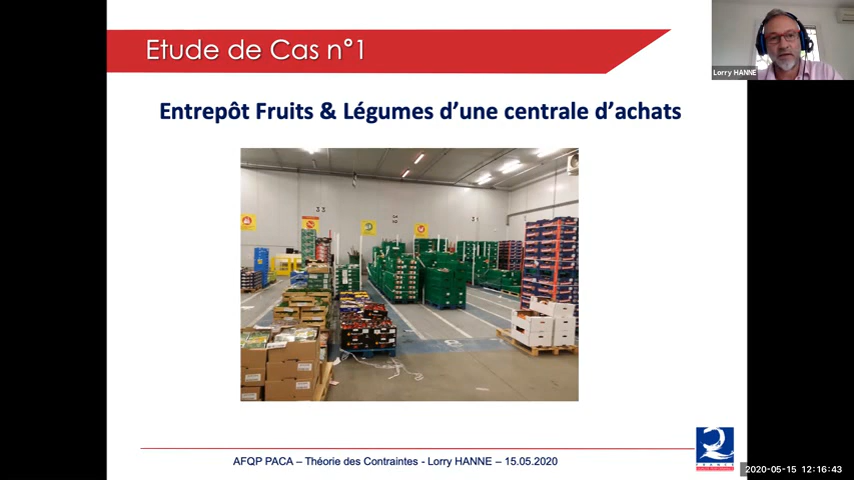 Etude de Cas n°1
Lorry HANNE
Entrepôt Fruits & Légumes d'une centrale d'achats
AFQP PACA – Théorie des Contraintes - Lorry HANNE – 15.05.2020
FRANCE
2020-05-15 12:16:43